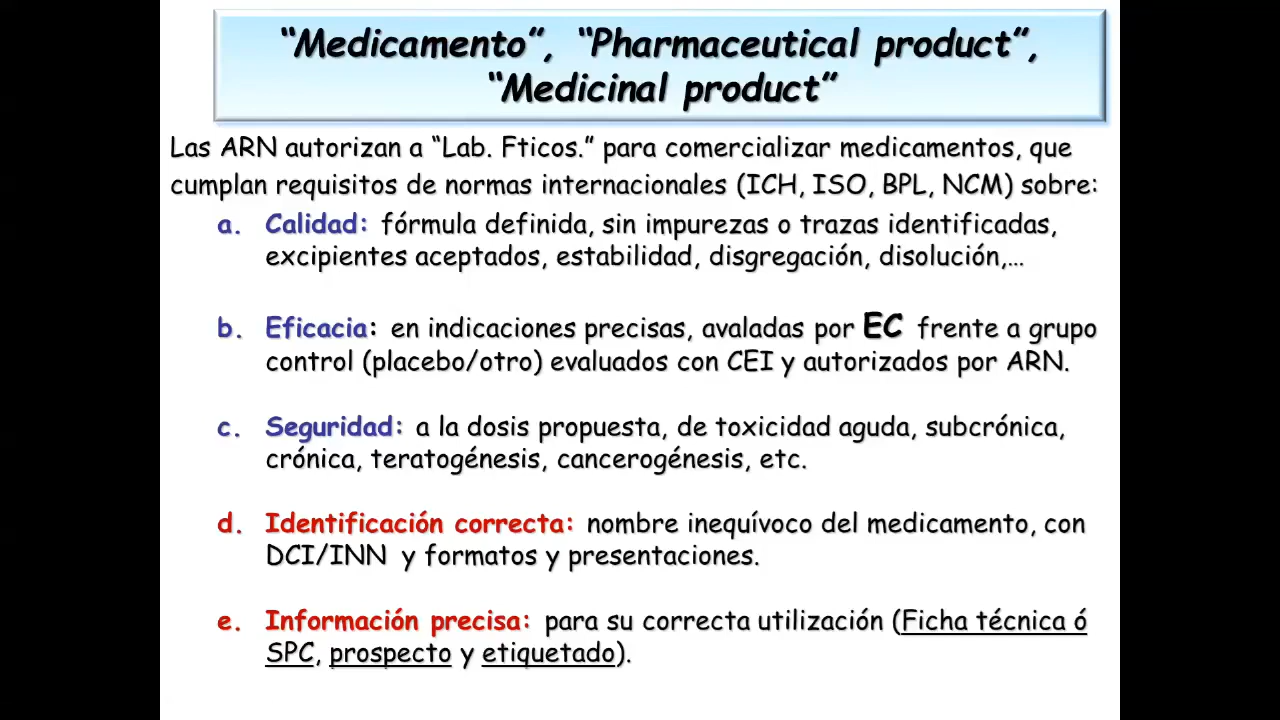 “Medicamento”, “Pharmaceutical product”,
“Medicinal product”
Las ARN autorizan a “Lab. Fticos.” para comercializar medicamentos, que
cumplan requisitos de normas internacionales (ICH, ISO, BPL, NCM) sobre:
a. Calidad: fórmula definida, sin impurezas o trazas identificadas,
excipientes aceptados, estabilidad, disgregación, disolución,…
b. Eficacia: en indicaciones precisas, avaladas por EC frente a grupo
control (placebo/otro) evaluados con CEI y autorizados por ARN.
c. Seguridad: a la dosis propuesta, de toxicidad aguda, subcrónica,
crónica, teratogénesis, cancerogénesis, etc.
d. Identificación correcta: nombre inequívoco del medicamento, con
DCI/INN y formatos y presentaciones.
e. Información precisa: para su correcta utilización (Ficha técnica ó
SPC, prospecto y etiquetado).